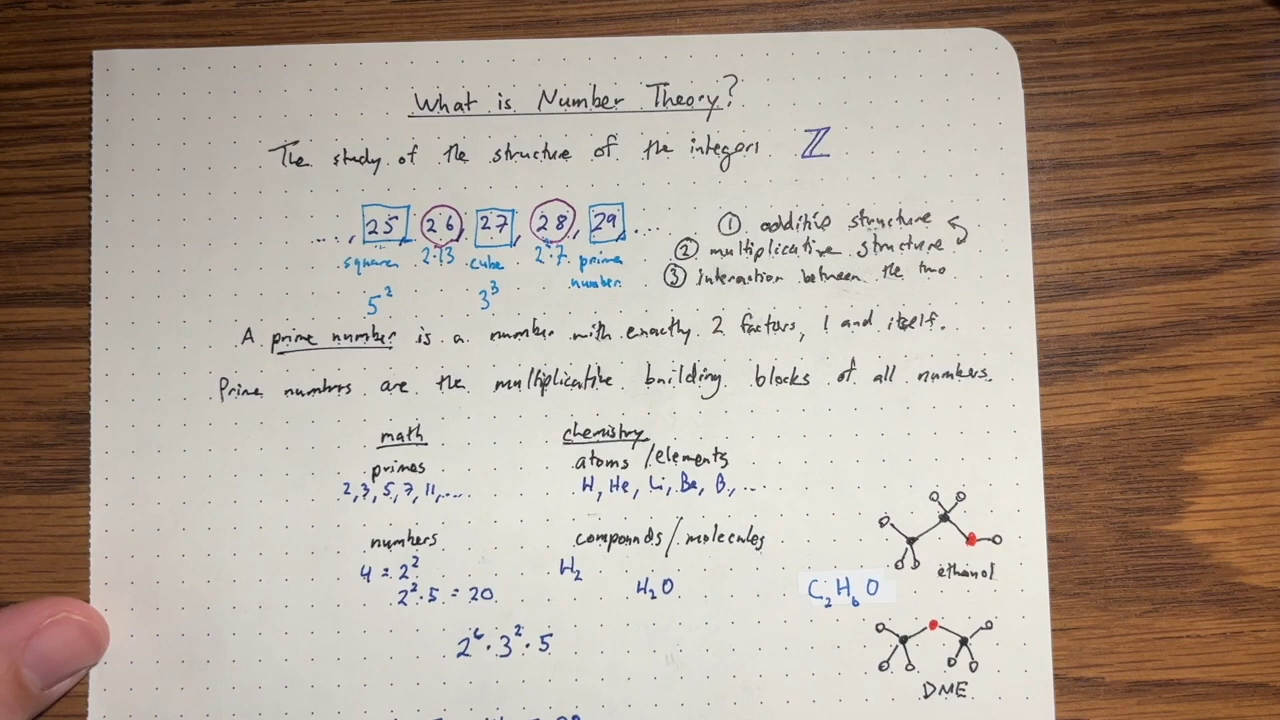 What is Number Theory?
The study of the structure of the integers ℤ
...., 25, 26, 27, 28, 29, ....
square 2·13 cube 2²·7 prime number
5² 3³
① additive structure
② multiplicative structure
③ interaction between the two
A prime number is a number with exactly 2 factors, 1 and itself.
Prime numbers are the multiplicative building blocks of all numbers.
math chemistry
primes atoms/elements
2, 3, 5, 7, 11, .... H, He, Li, Be, B, ...
numbers compounds/molecules
4 = 2² H₂
2²·5 = 20 H₂O C₂H₆O
2⁶·3²·5
ethanol
DME